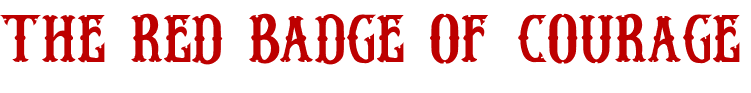 THE RED BADGE OF COURAGE